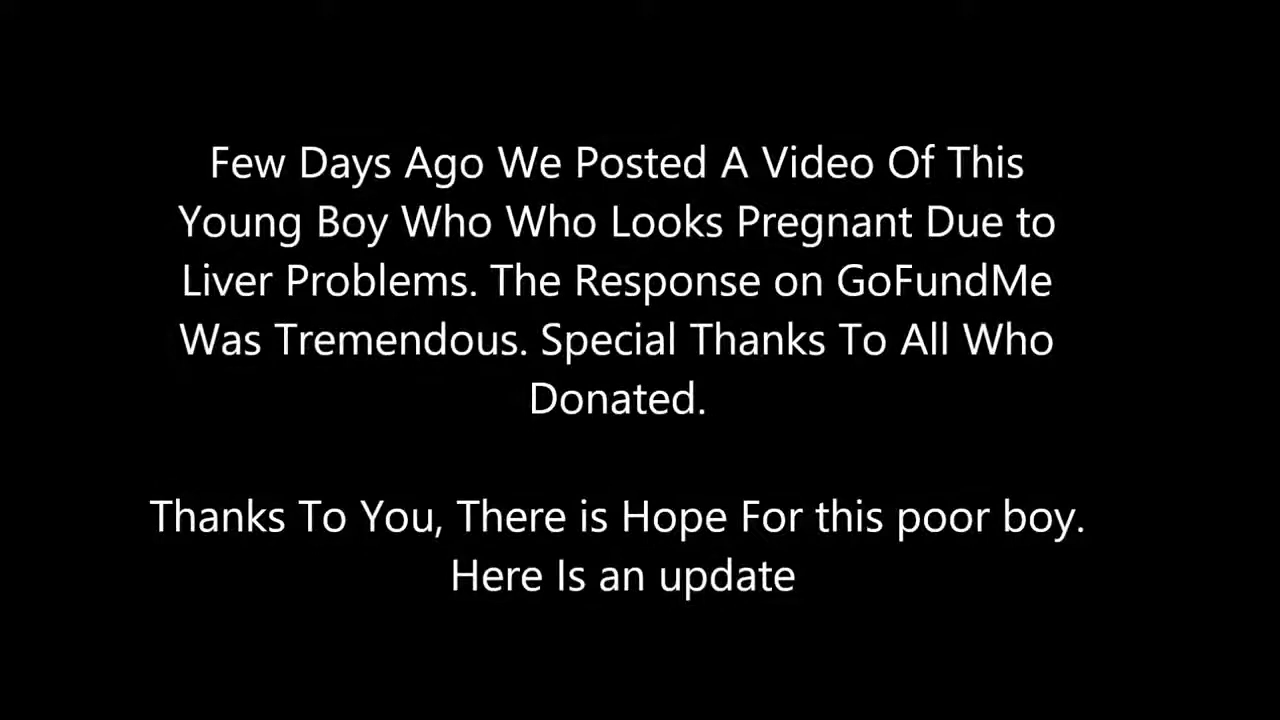 Few Days Ago We Posted A Video Of This
Young Boy Who Who Looks Pregnant Due to
Liver Problems. The Response on GoFundMe
Was Tremendous. Special Thanks To All Who
Donated.
Thanks To You, There is Hope For this poor boy.
Here Is an update